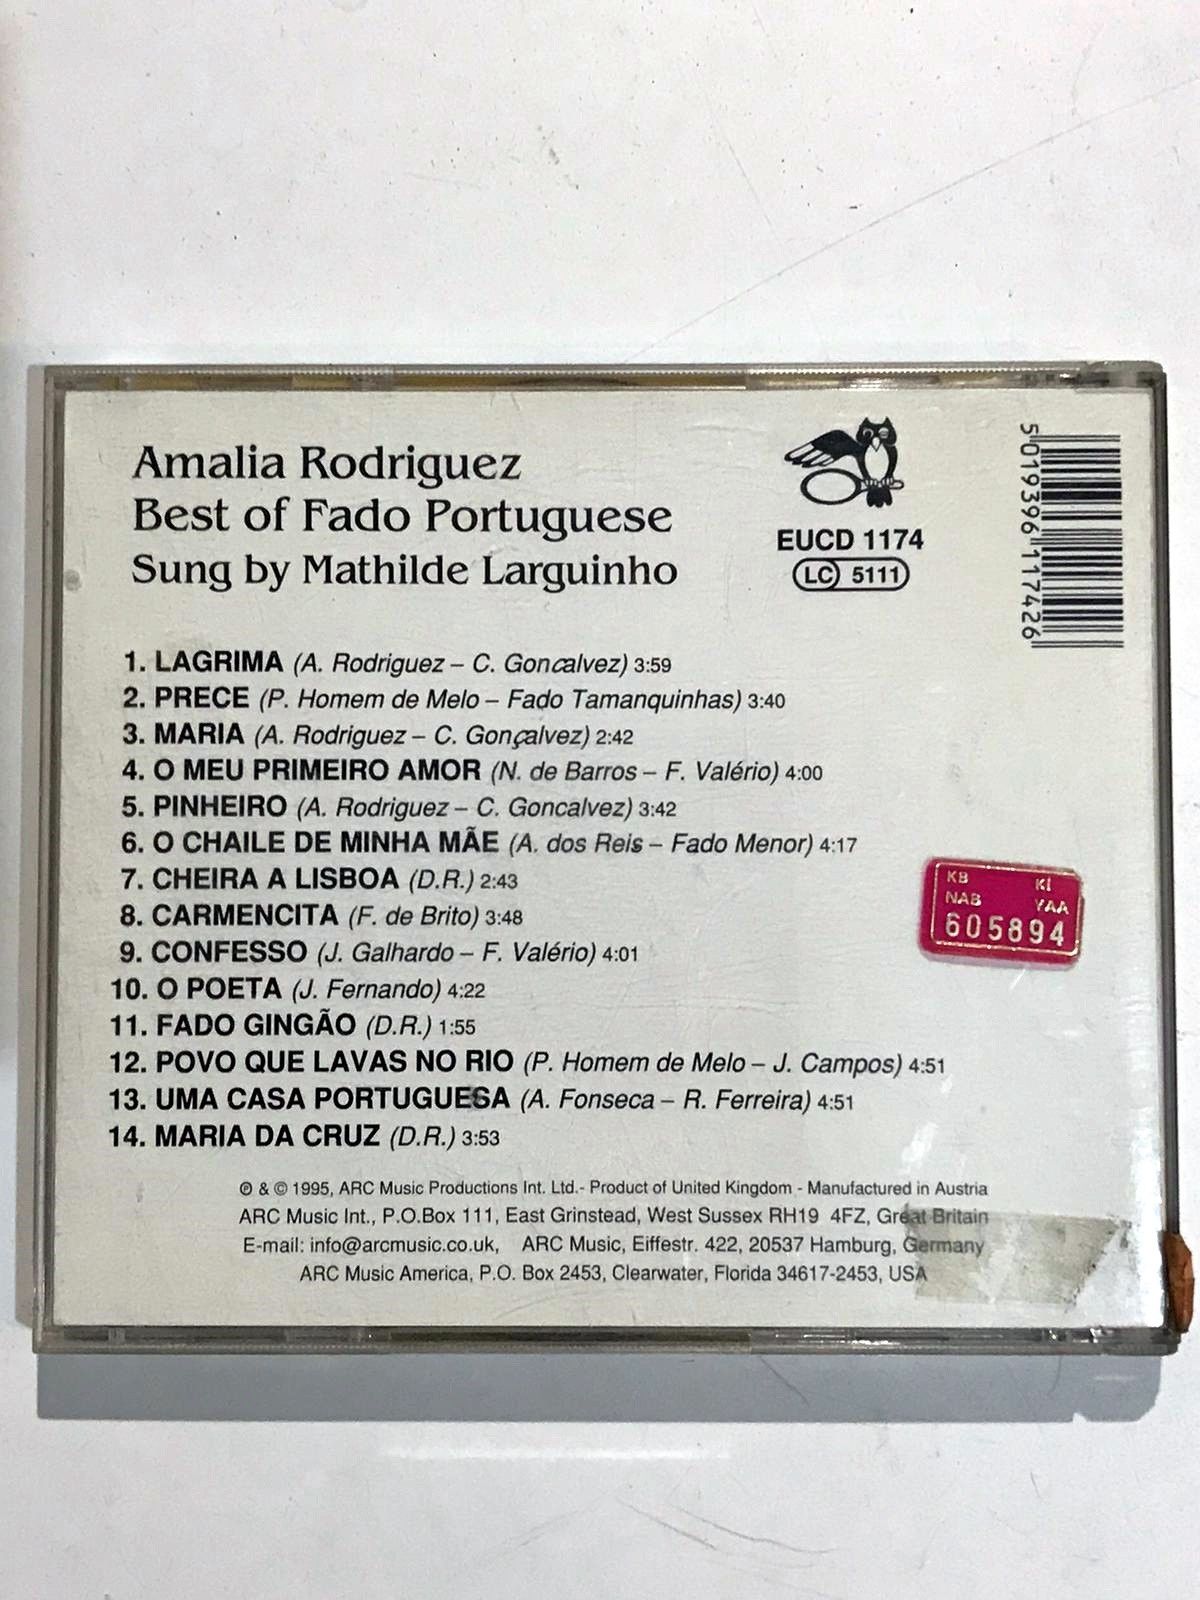 Amalia Rodriguez
Best of Fado Portuguese
Sung by Mathilde Larguinho
EUCD 1174
LC 5111
5 019396 117426
1. LAGRIMA (A. Rodriguez – C. Goncalvez) 3:59
2. PRECE (P. Homem de Melo – Fado Tamanquinhas) 3:40
3. MARIA (A. Rodriguez – C. Gonçalvez) 2:42
4. O MEU PRIMEIRO AMOR (N. de Barros – F. Valério) 4:00
5. PINHEIRO (A. Rodriguez – C. Goncalvez) 3:42
6. O CHAILE DE MINHA MÃE (A. dos Reis – Fado Menor) 4:17
7. CHEIRA A LISBOA (D.R.) 2:43
8. CARMENCITA (F. de Brito) 3:48
9. CONFESSO (J. Galhardo – F. Valério) 4:01
10. O POETA (J. Fernando) 4:22
11. FADO GINGÃO (D.R.) 1:55
12. POVO QUE LAVAS NO RIO (P. Homem de Melo – J. Campos) 4:51
13. UMA CASA PORTUGUESA (A. Fonseca – R. Ferreira) 4:51
14. MARIA DA CRUZ (D.R.) 3:53
KB Kİ
NAB YAA
605894
℗ & © 1995, ARC Music Productions Int. Ltd.- Product of United Kingdom - Manufactured in Austria
ARC Music Int., P.O.Box 111, East Grinstead, West Sussex RH19 4FZ, Great Britain
E-mail: info@arcmusic.co.uk, ARC Music, Eiffestr. 422, 20537 Hamburg, Germany
ARC Music America, P.O. Box 2453, Clearwater, Florida 34617-2453, USA